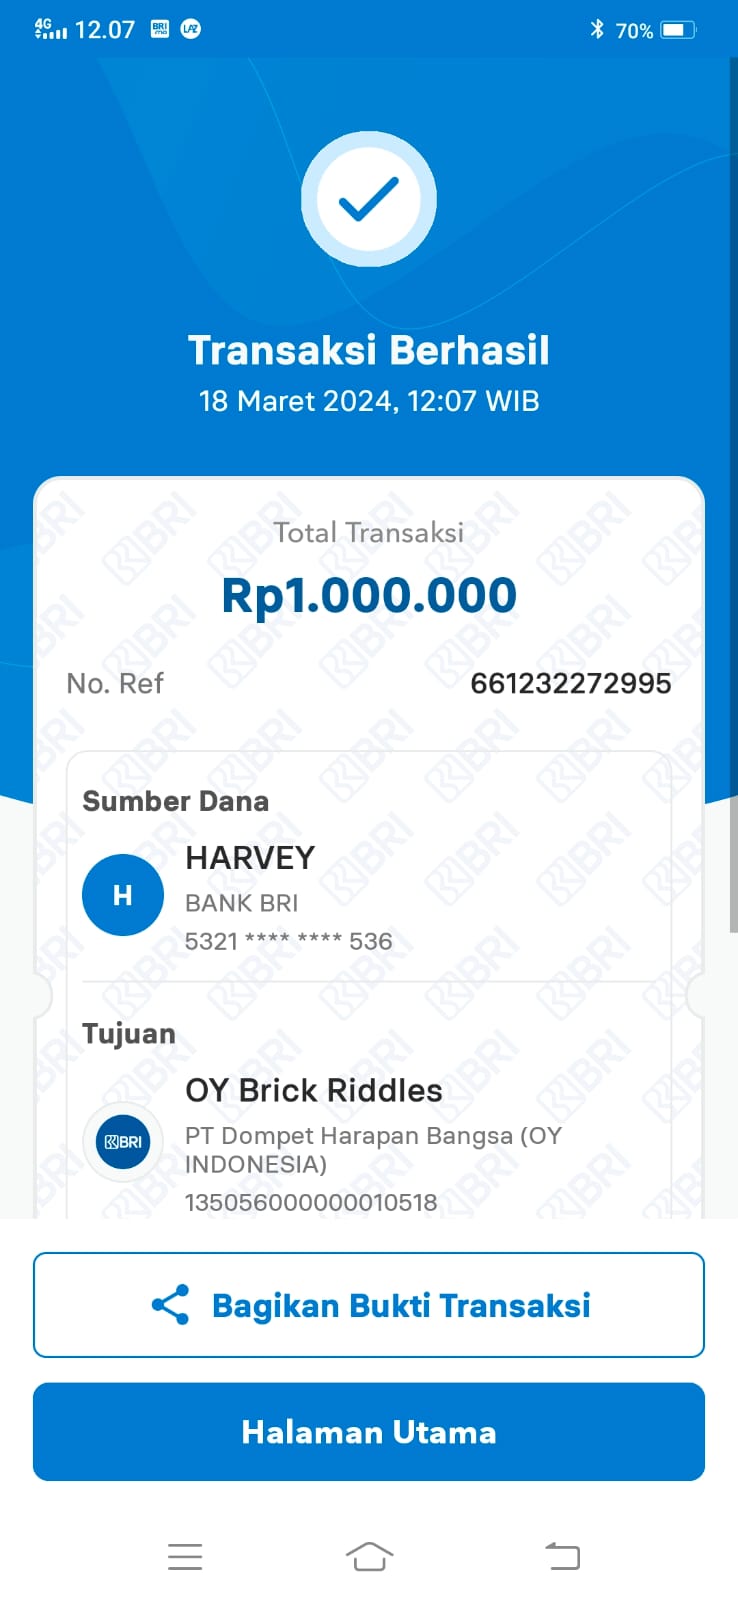 4G 12.07 BRI mo LAZ 70%
Transaksi Berhasil
18 Maret 2024, 12:07 WIB
Total Transaksi
Rp1.000.000
No. Ref 661232272995
Sumber Dana
H
HARVEY
BANK BRI
5321 **** **** 536
Tujuan
BRI
OY Brick Riddles
PT Dompet Harapan Bangsa (OY
INDONESIA)
135056000000010518
Bagikan Bukti Transaksi
Halaman Utama